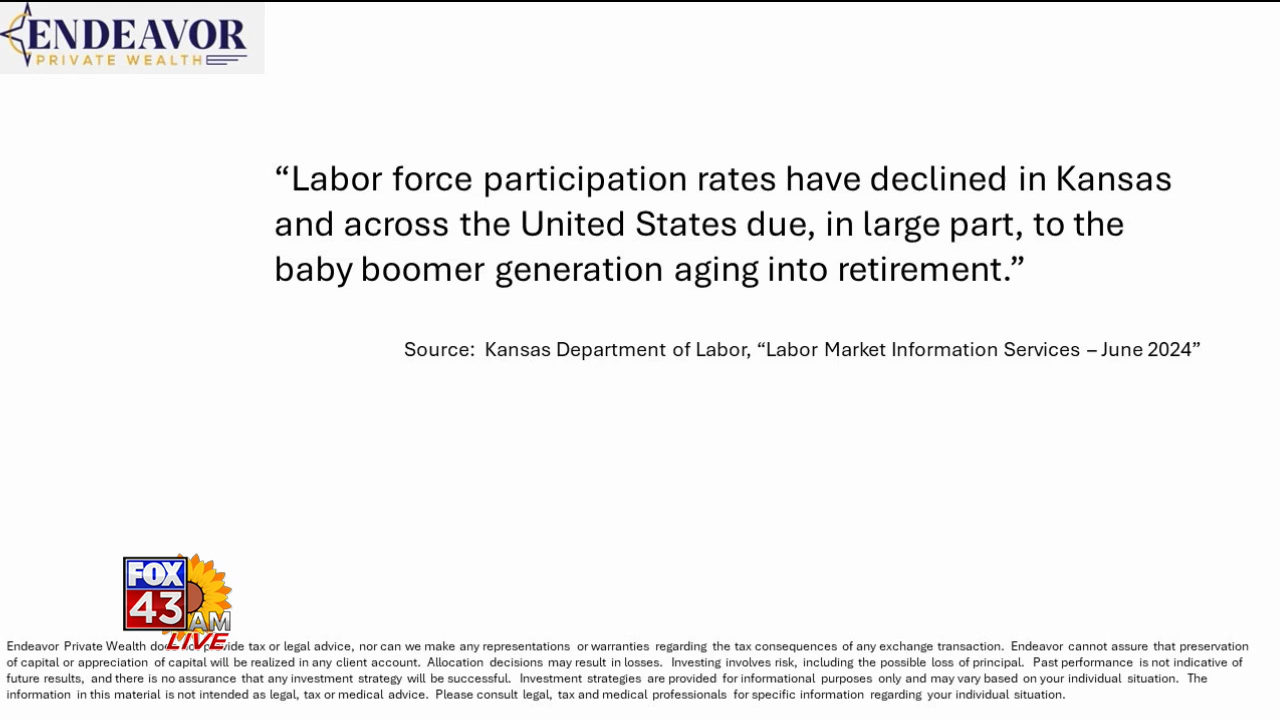 ENDEAVOR
PRIVATE WEALTH
“Labor force participation rates have declined in Kansas
and across the United States due, in large part, to the
baby boomer generation aging into retirement.”
Source: Kansas Department of Labor, “Labor Market Information Services – June 2024”
FOX
43
AM
LIVE
Endeavor Private Wealth does not provide tax or legal advice, nor can we make any representations or warranties regarding the tax consequences of any exchange transaction. Endeavor cannot assure that preservation
of capital or appreciation of capital will be realized in any client account. Allocation decisions may result in losses. Investing involves risk, including the possible loss of principal. Past performance is not indicative of
future results, and there is no assurance that any investment strategy will be successful. Investment strategies are provided for informational purposes only and may vary based on your individual situation. The
information in this material is not intended as legal, tax or medical advice. Please consult legal, tax and medical professionals for specific information regarding your individual situation.